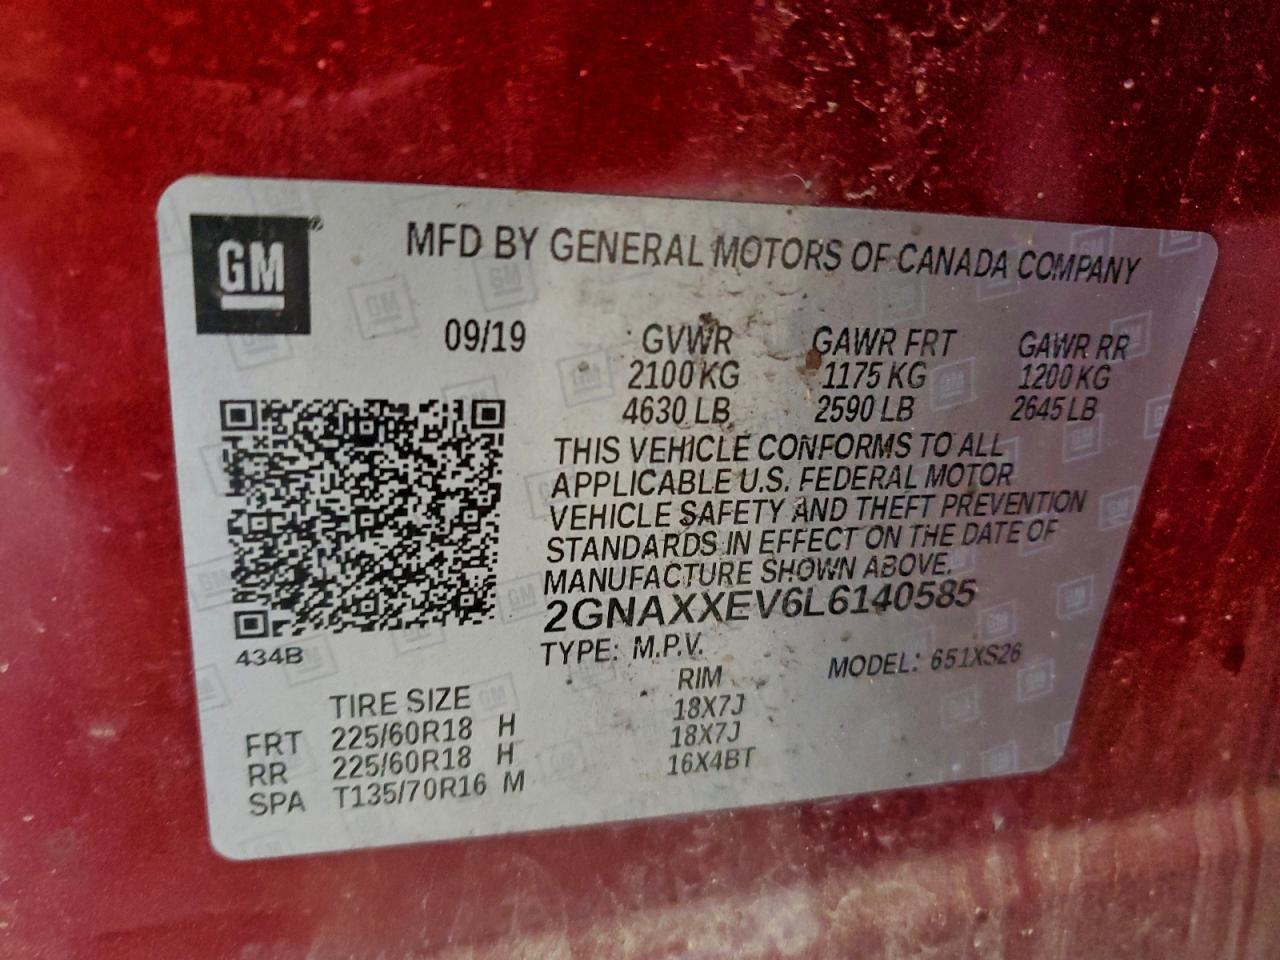 GM
MFD BY GENERAL MOTORS OF CANADA COMPANY
09/19 GVWR GAWR FRT GAWR RR
2100 KG 1175 KG 1200 KG
4630 LB 2590 LB 2645 LB
THIS VEHICLE CONFORMS TO ALL
APPLICABLE U.S. FEDERAL MOTOR
VEHICLE SAFETY AND THEFT PREVENTION
STANDARDS IN EFFECT ON THE DATE OF
MANUFACTURE SHOWN ABOVE.
2GNAXXEV6L6140585
434B
TYPE: M.P.V. MODEL: 651XS26
TIRE SIZE RIM
FRT 225/60R18 H 18X7J
RR 225/60R18 H 18X7J
SPA T135/70R16 M 16X4BT